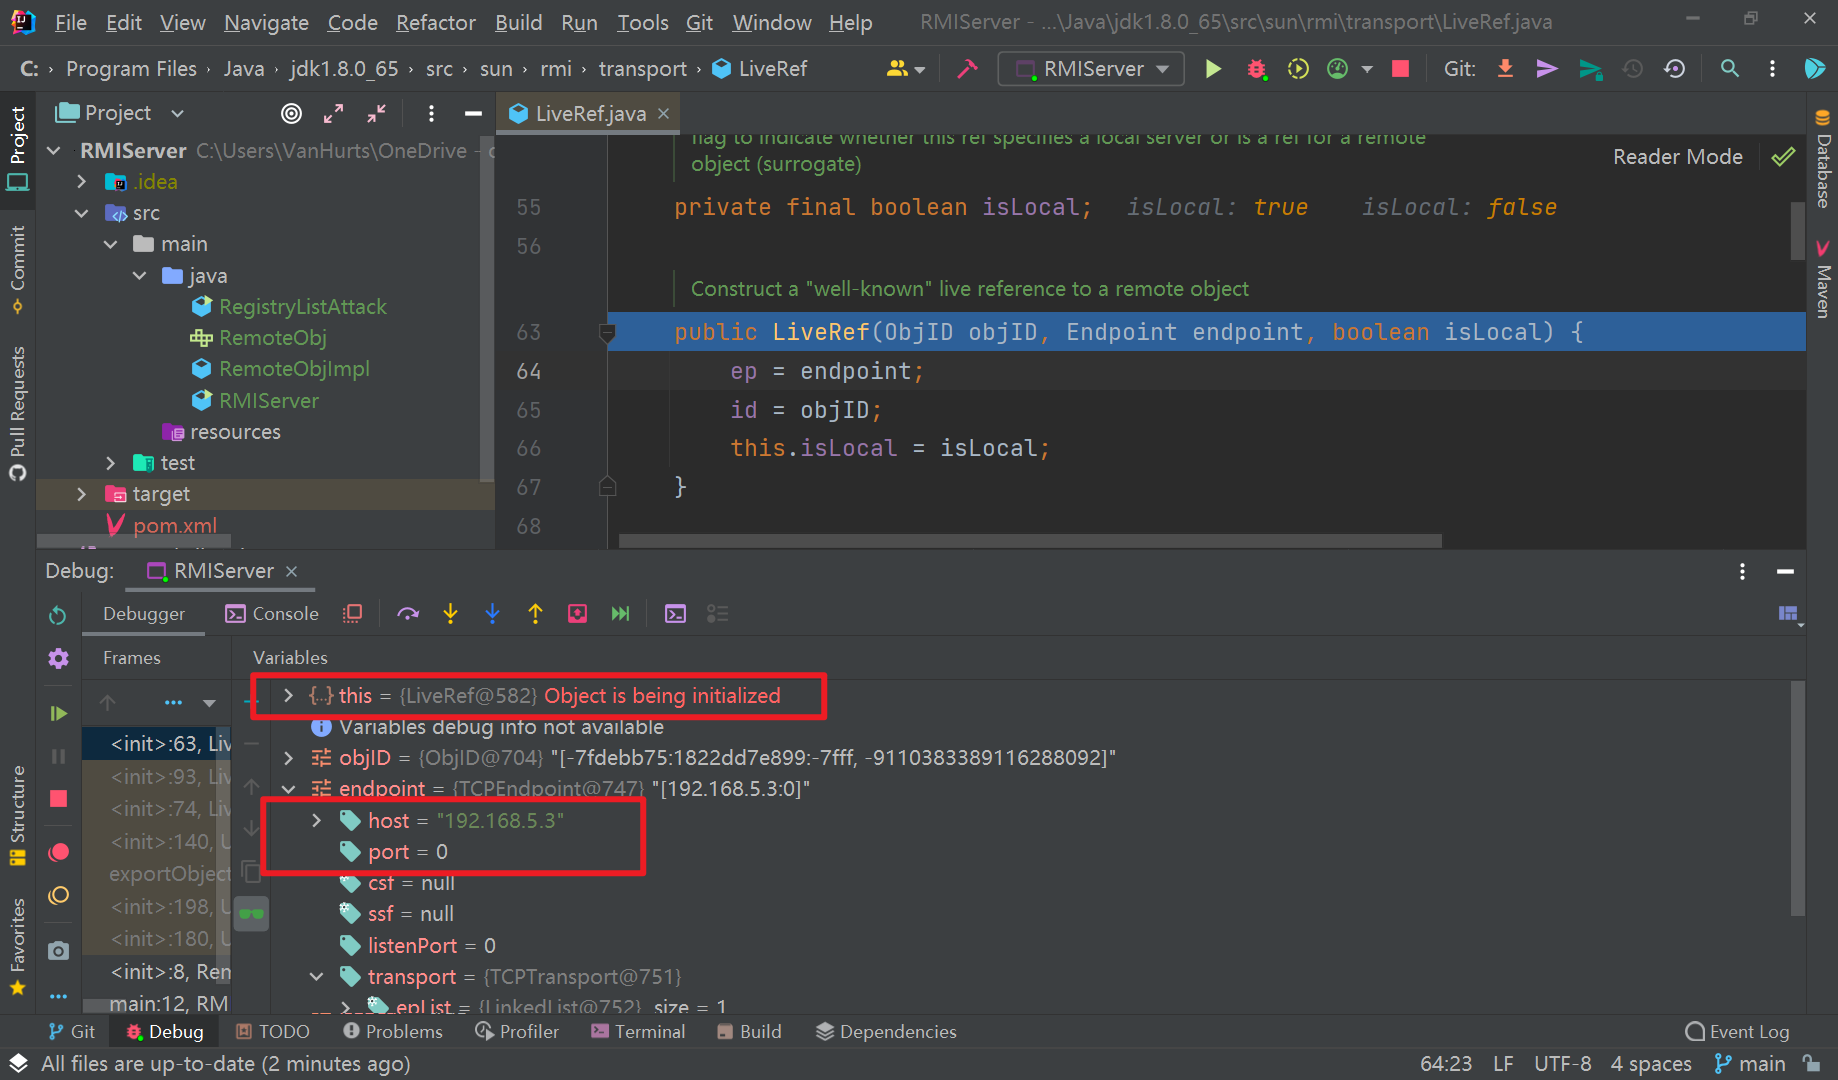 File Edit View Navigate Code Refactor Build Run Tools Git Window Help RMIServer - ...\Java\jdk1.8.0_65\src\sun\rmi\transport\LiveRef.java
C: › Program Files › Java › jdk1.8.0_65 › src › sun › rmi › transport › LiveRef RMIServer Git:
Project
LiveRef.java
RMIServer C:\Users\VanHurts\OneDrive -
.idea
src
main
java
RegistryListAttack
RemoteObj
RemoteObjImpl
RMIServer
resources
test
target
pom.xml
flag to indicate whether this ref specifies a local server or is a ref for a remote
object (surrogate)
Reader Mode
55 private final boolean isLocal; isLocal: true isLocal: false
56
Construct a "well-known" live reference to a remote object
63 public LiveRef(ObjID objID, Endpoint endpoint, boolean isLocal) {
64 ep = endpoint;
65 id = objID;
66 this.isLocal = isLocal;
67 }
68
Project
Commit
Pull Requests
Structure
Favorites
Database
Maven
Debug: RMIServer
Debugger Console
Frames Variables
<init>:63, Liv
<init>:93, Liv
<init>:74, Liv
<init>:140, U
exportObject
<init>:198, U
<init>:180, U
<init>:8, Rem
main:12, RM
{..} this = {LiveRef@582} Object is being initialized
Variables debug info not available
objID = {ObjID@704} "[-7fdebb75:1822dd7e899:-7fff, -9110383389116288092]"
endpoint = {TCPEndpoint@747} "[192.168.5.3:0]"
host = "192.168.5.3"
port = 0
csf = null
ssf = null
listenPort = 0
transport = {TCPTransport@751}
epList = {LinkedList@752} size = 1
Git Debug TODO Problems Profiler Terminal Build Dependencies Event Log
All files are up-to-date (2 minutes ago) 64:23 LF UTF-8 4 spaces main